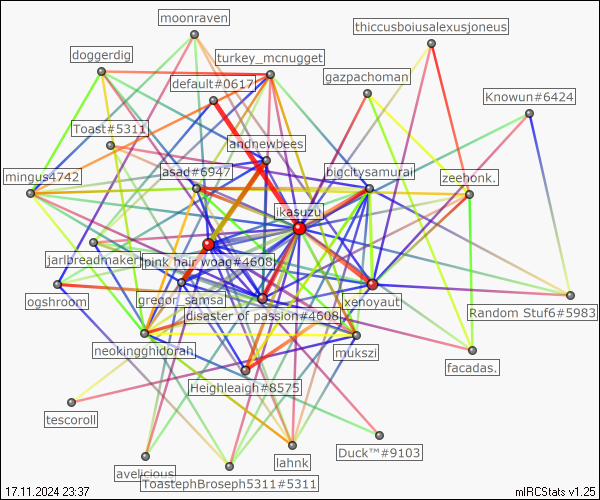 moonraven
thiccusboiusalexusjoneus
doggerdig
turkey_mcnugget
default#0617
gazpachoman
Knowun#6424
Toast#5311
andnewbees
mingus4742
asad#6947
bigcitysamurai
zeehonk.
ikasuzu
jarlbreadmaker
pink hair woag#4608
ogshroom
gregor_samsa
xenoyaut
disaster of passion#4608
Random Stuf6#5983
neokingghidorah
mukszi
facadas.
Heighleaigh#8575
tescoroll
Duck™#9103
lahnk
avelicious
ToastephBroseph5311#5311
17.11.2024 23:37
mIRCStats v1.25